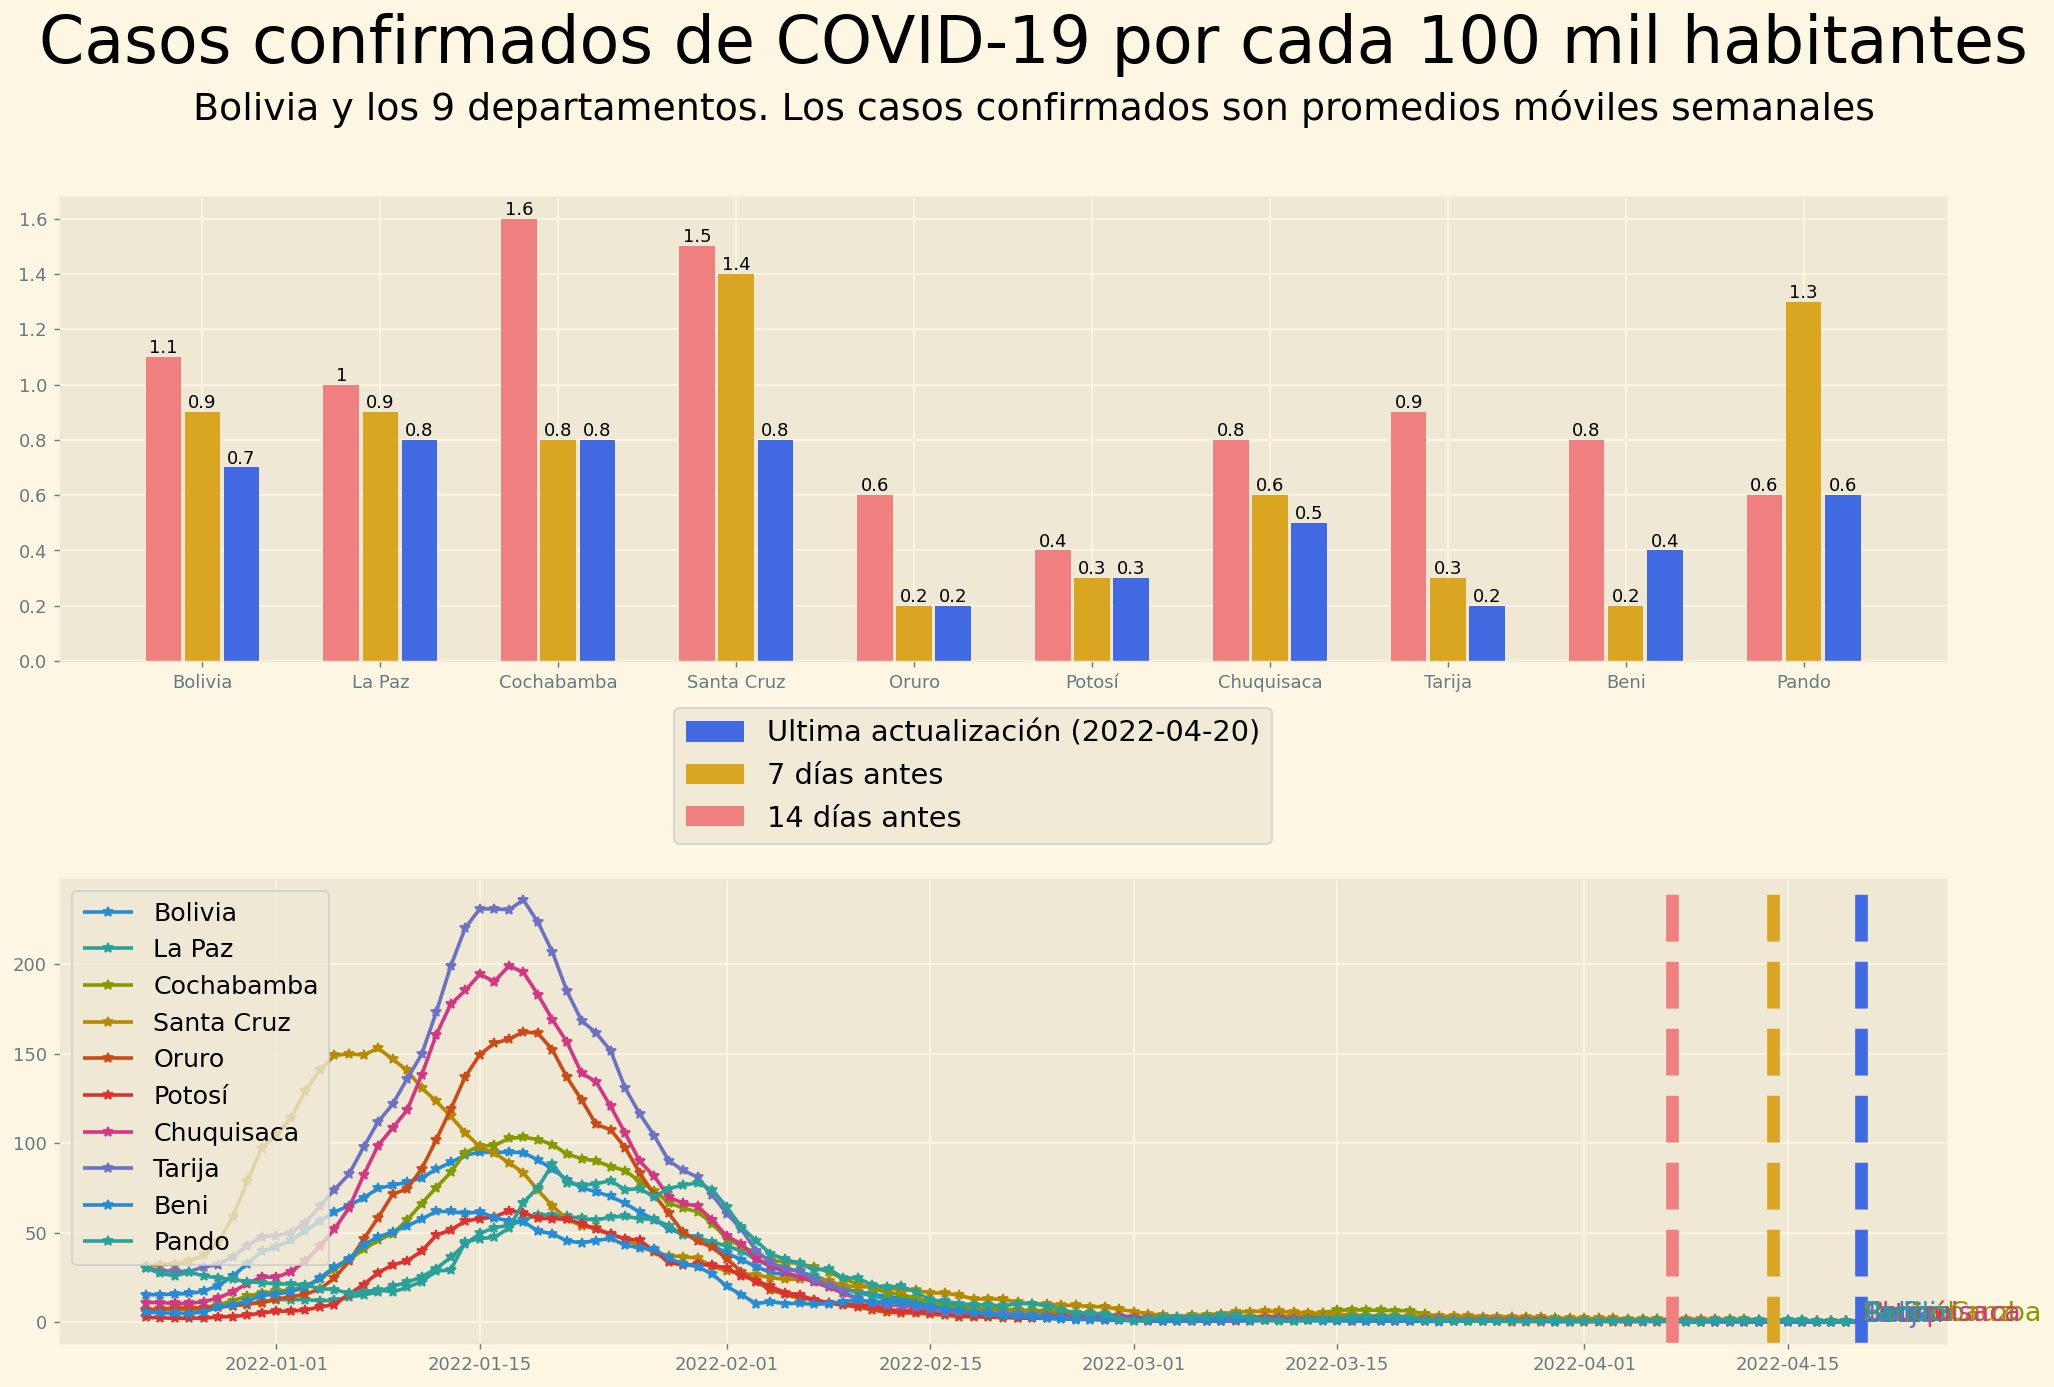 Casos confirmados de COVID-19 por cada 100 mil habitantes
Bolivia y los 9 departamentos. Los casos confirmados son promedios móviles semanales
1.6
1.4
1.2
1.0
0.8
0.6
0.4
0.2
0.0
1.1 0.9 0.7
1 0.9 0.8
1.6 0.8 0.8
1.5 1.4 0.8
0.6 0.2 0.2
0.4 0.3 0.3
0.8 0.6 0.5
0.9 0.3 0.2
0.8 0.2 0.4
0.6 1.3 0.6
Bolivia La Paz Cochabamba Santa Cruz Oruro Potosí Chuquisaca Tarija Beni Pando
Ultima actualización (2022-04-20)
7 días antes
14 días antes
Bolivia
La Paz
Cochabamba
Santa Cruz
Oruro
Potosí
Chuquisaca
Tarija
Beni
Pando
200
150
100
50
0
2022-01-01 2022-01-15 2022-02-01 2022-02-15 2022-03-01 2022-03-15 2022-04-01 2022-04-15